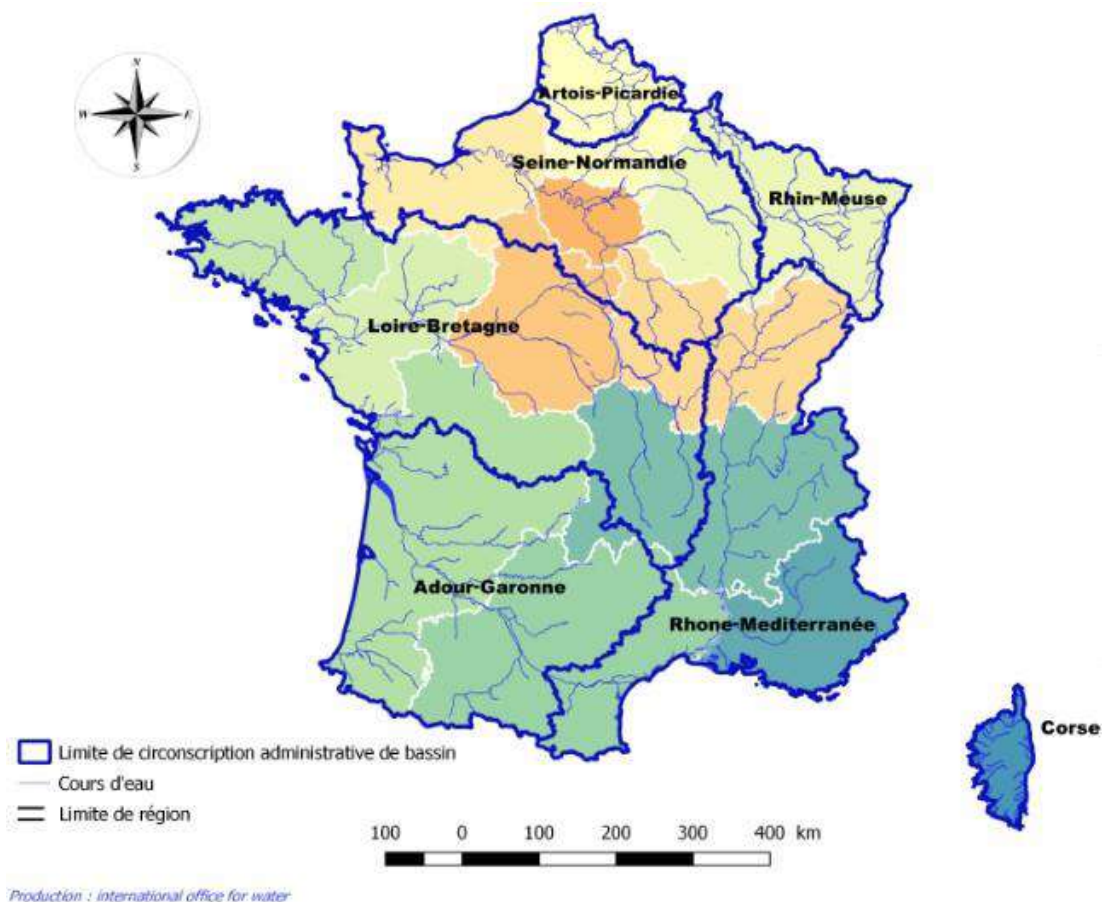 N
W
E
S
Artois-Picardie
Seine-Normandie
Rhin-Meuse
Loire-Bretagne
Adour-Garonne
Rhone-Mediterranée
Corse
Limite de circonscription administrative de bassin
Cours d'eau
Limite de région
100 0 100 200 300 400 km
Production : international office for water